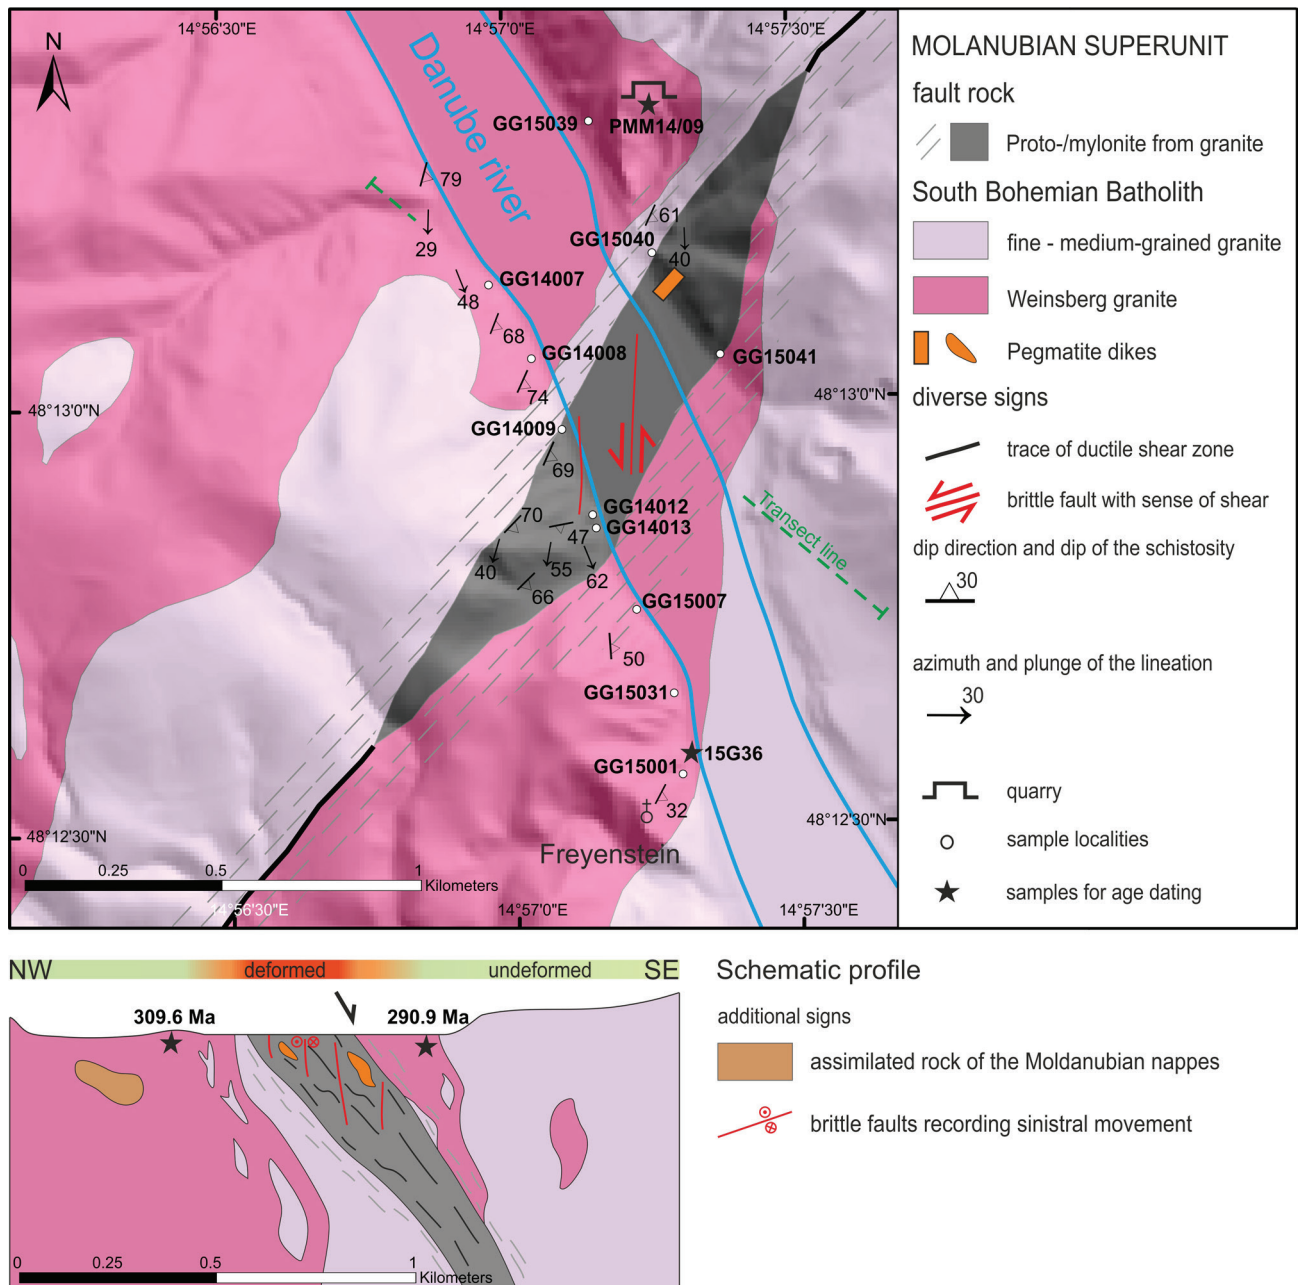 14°56'30"E
14°57'0"E
14°57'30"E
N
Danube river
GG15039
PMM14/09
79
29
61
GG15040
40
GG14007
48
68
GG14008
GG15041
74
48°13'0"N
48°13'0"N
GG14009
69
70
GG14012
47
GG14013
Transect line
40
55
62
66
GG15007
50
GG15031
15G36
GG15001
32
48°12'30"N
48°12'30"N
Freyenstein
0
0.25
0.5
1
Kilometers
14°56'30"E
14°57'0"E
14°57'30"E
MOLANUBIAN SUPERUNIT
fault rock
Proto-/mylonite from granite
South Bohemian Batholith
fine - medium-grained granite
Weinsberg granite
Pegmatite dikes
diverse signs
trace of ductile shear zone
brittle fault with sense of shear
dip direction and dip of the schistosity
30
azimuth and plunge of the lineation
30
quarry
sample localities
samples for age dating
NW
deformed
undeformed
SE
309.6 Ma
290.9 Ma
0
0.25
0.5
1
Kilometers
Schematic profile
additional signs
assimilated rock of the Moldanubian nappes
brittle faults recording sinistral movement